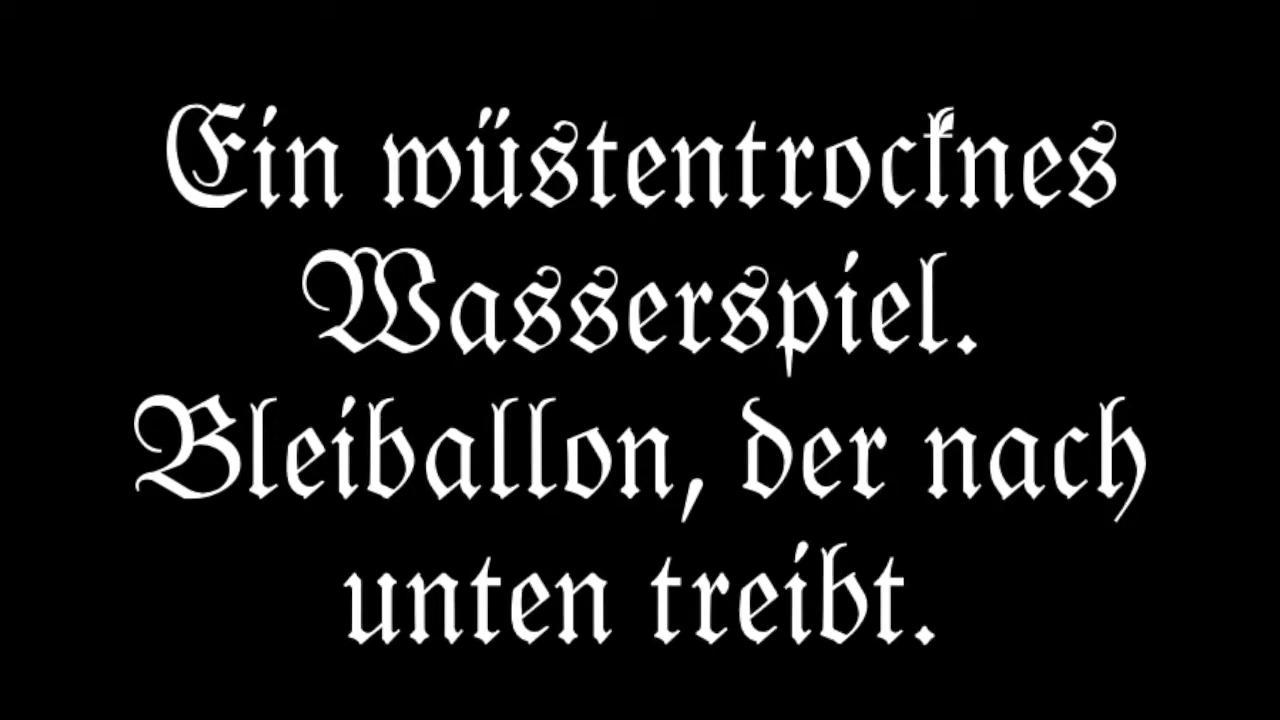 Ein wüstentrocknes
Wasserspiel.
Bleiballon, der nach
unten treibt.